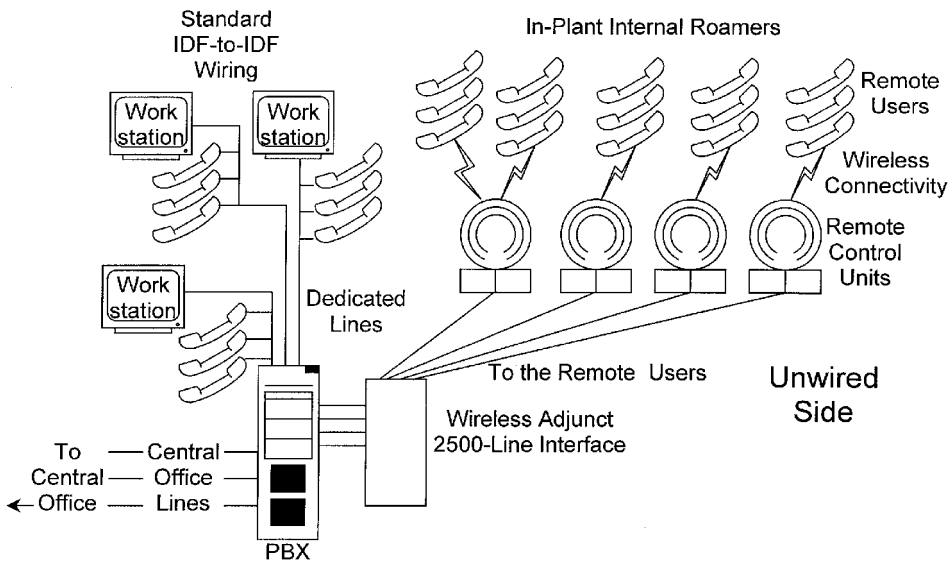 Standard
IDF-to-IDF
Wiring
In-Plant Internal Roamers
Work
station
Work
station
Remote
Users
Wireless
Connectivity
Remote
Control
Units
Work
station
Dedicated
Lines
To the Remote Users
Unwired
Side
Wireless Adjunct
2500-Line Interface
To
Central
Office
Central
Office
Lines
PBX